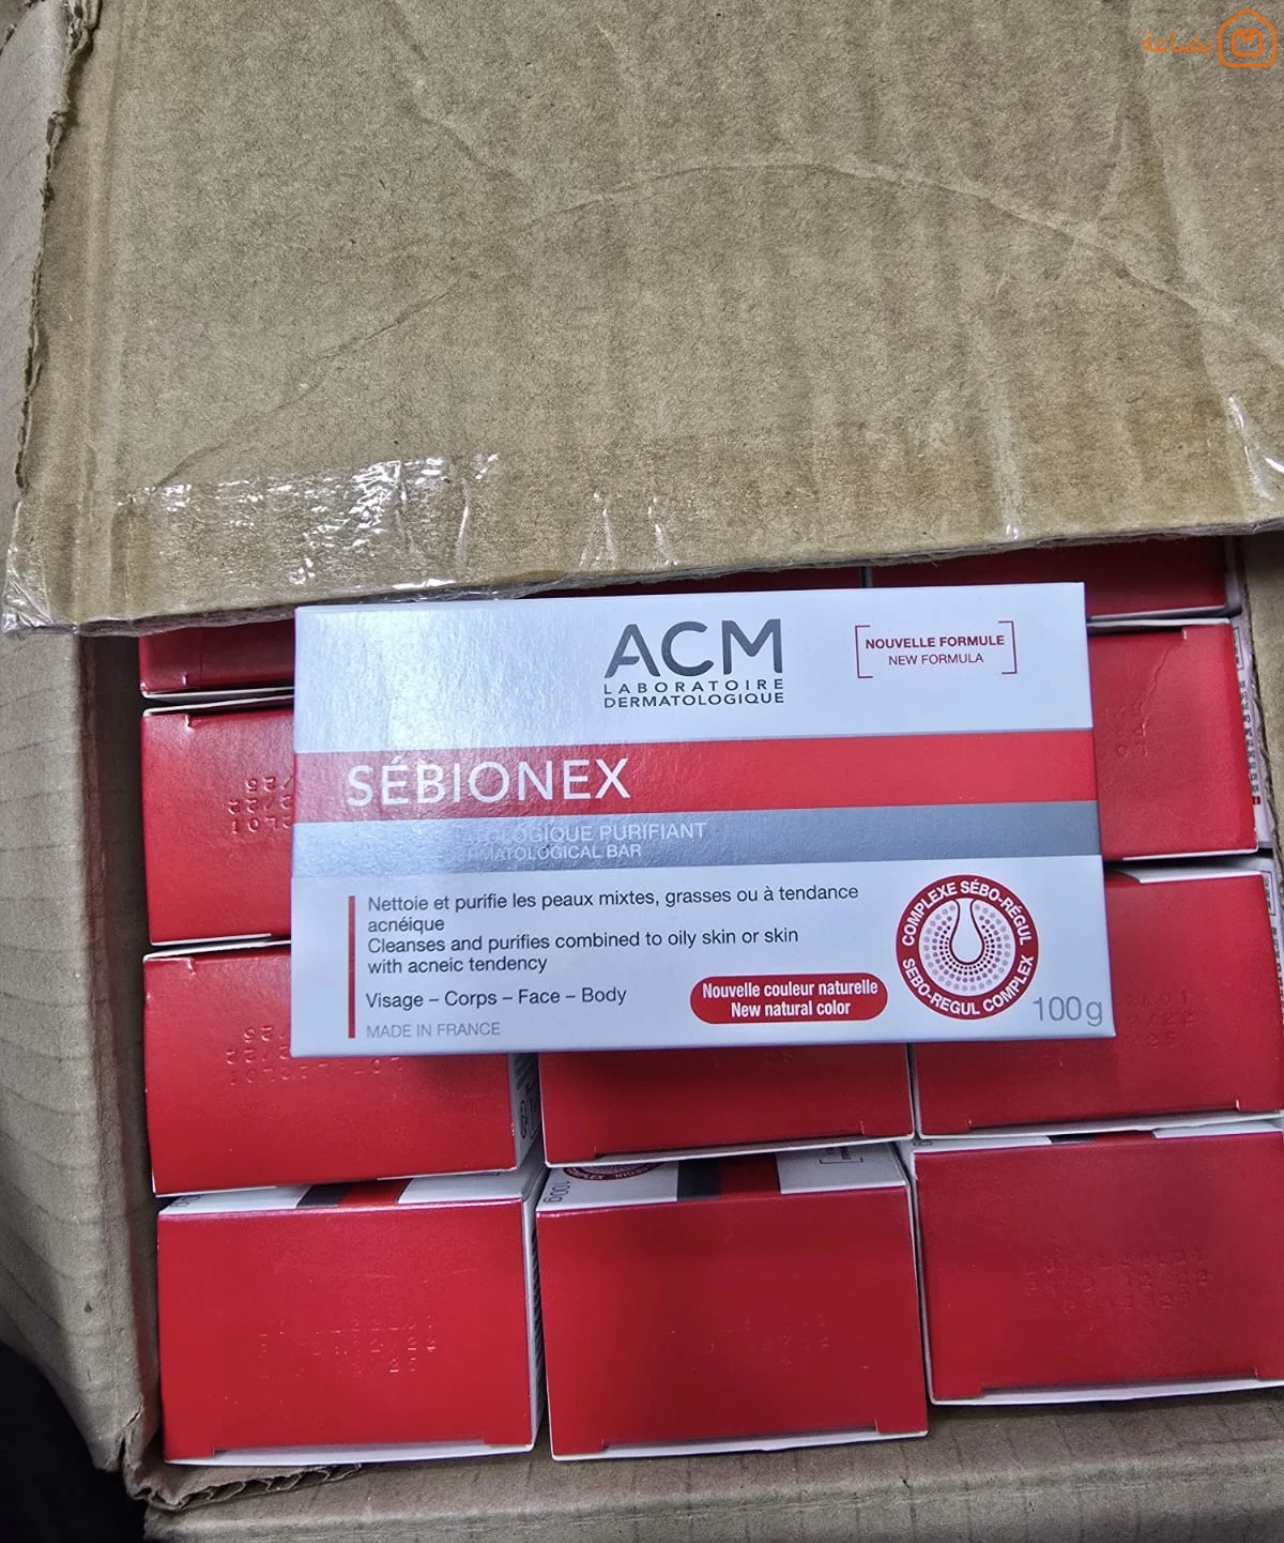 بضاعة
ACM
LABORATOIRE
DERMATOLOGIQUE
NOUVELLE FORMULE
NEW FORMULA
SÉBIONEX
PURIFIANT
BAR
Nettoie et purifie les peaux mixtes, grasses ou à tendance
acnéique
Cleanses and purifies combined to oily skin or skin
with acneic tendency
Visage – Corps – Face – Body
MADE IN FRANCE
Nouvelle couleur naturelle
New natural color
COMPLEXE SÉBO-RÉGUL
SEBO-REGUL COMPLEX
100g
100g